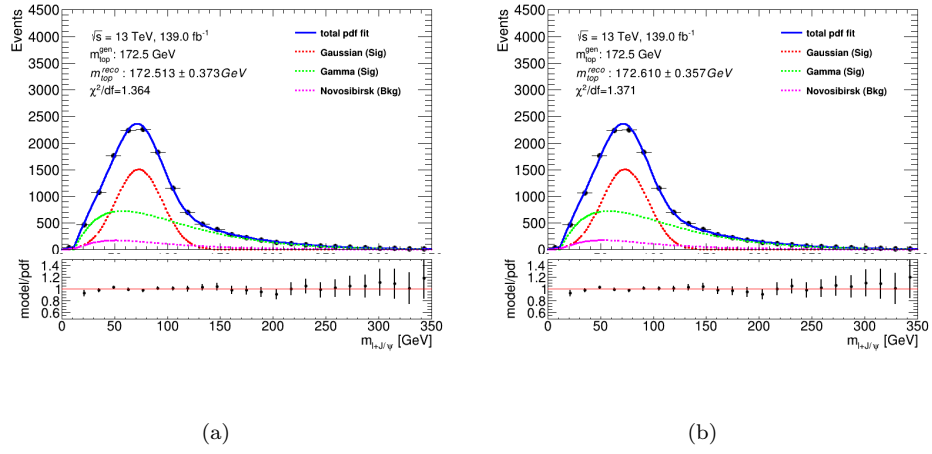 Events
4500
4000
3500
3000
2500
2000
1500
1000
500
0
√s = 13 TeV, 139.0 fb⁻¹
m_top^gen : 172.5 GeV
m_top^reco : 172.513 ± 0.373GeV
χ²/df=1.364
total pdf fit
Gaussian (Sig)
Gamma (Sig)
Novosibirsk (Bkg)
model/pdf
1.4
1.2
1
0.8
0.6
0 50 100 150 200 250 300 350
m_l+J/ψ [GeV]
(a)
Events
4500
4000
3500
3000
2500
2000
1500
1000
500
0
√s = 13 TeV, 139.0 fb⁻¹
m_top^gen : 172.5 GeV
m_top^reco : 172.610 ± 0.357GeV
χ²/df=1.371
total pdf fit
Gaussian (Sig)
Gamma (Sig)
Novosibirsk (Bkg)
model/pdf
1.4
1.2
1
0.8
0.6
0 50 100 150 200 250 300 350
m_l+J/ψ [GeV]
(b)